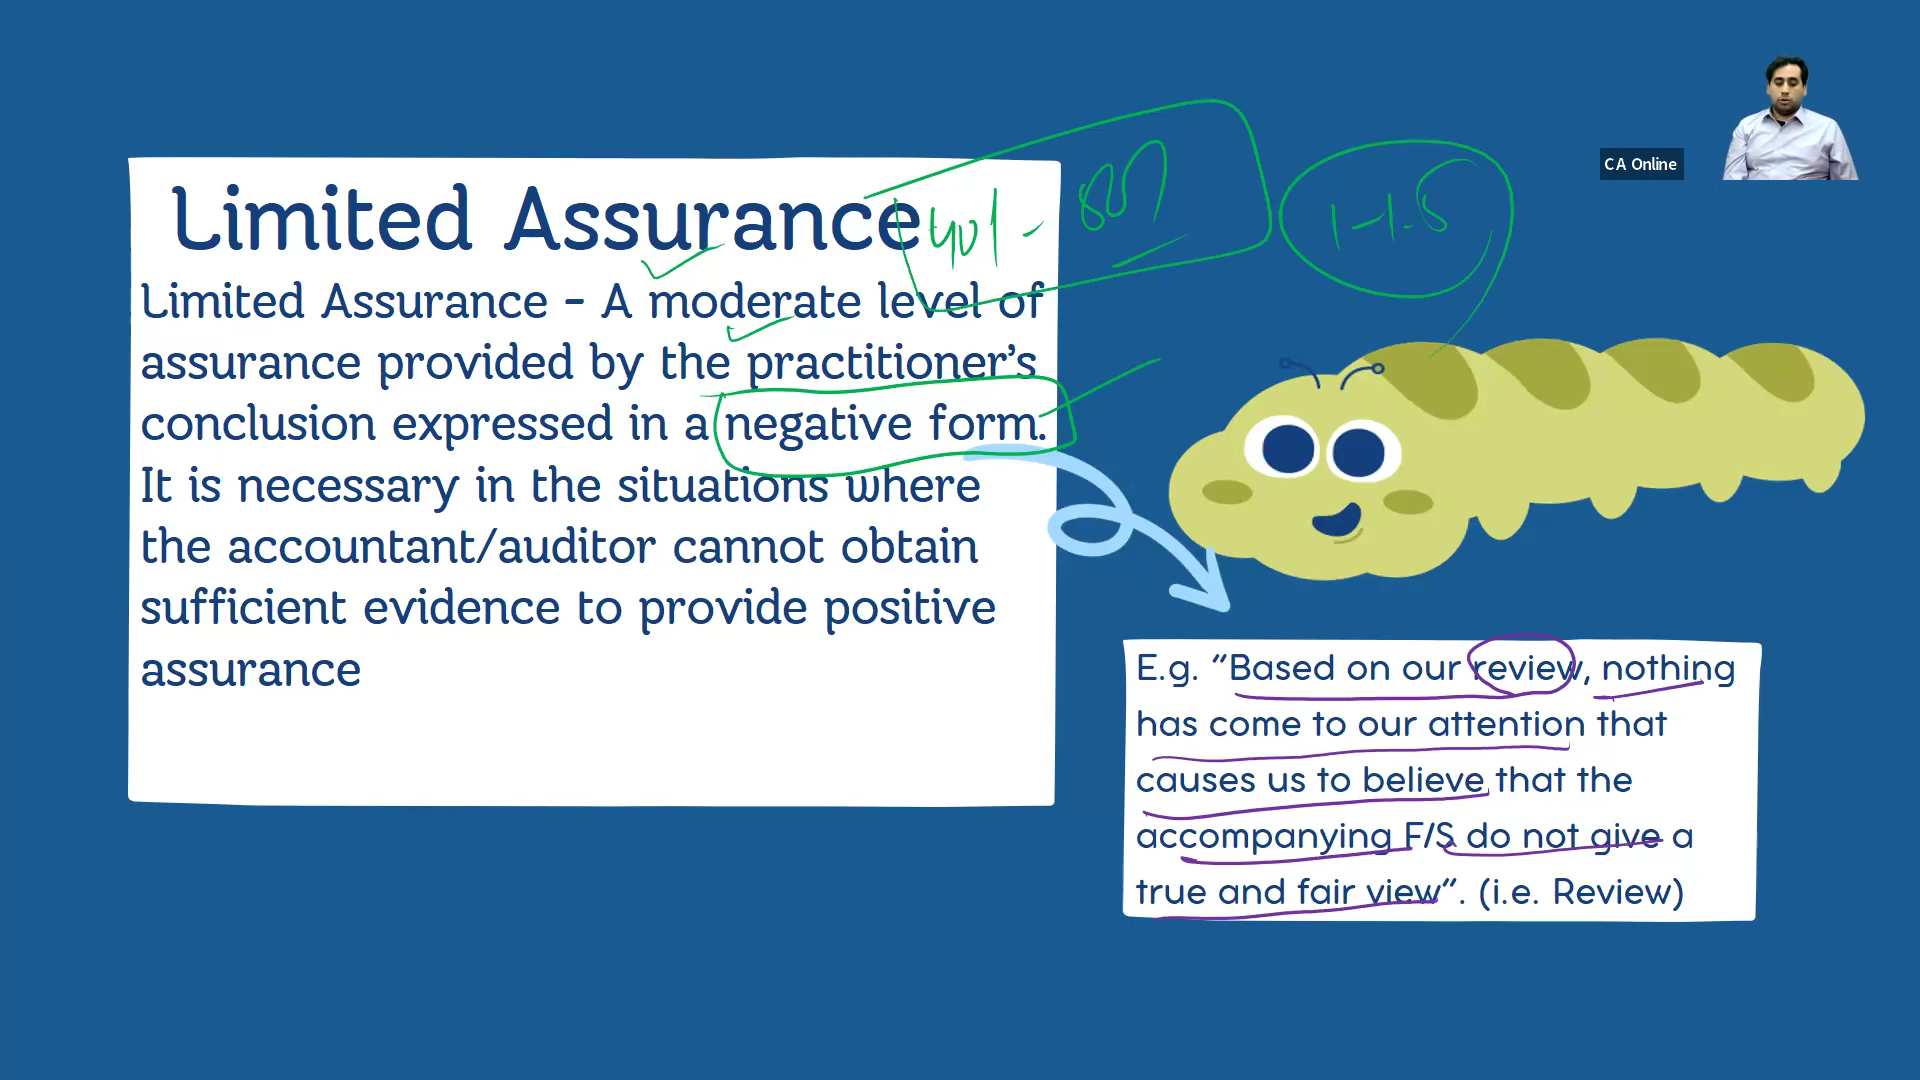 C A Online
Limited Assurance
Limited Assurance - A moderate level of
assurance provided by the practitioner's
conclusion expressed in a negative form.
It is necessary in the situations where
the accountant/auditor cannot obtain
sufficient evidence to provide positive
assurance
1-1.5
E.g. "Based on our review, nothing
has come to our attention that
causes us to believe that the
accompanying F/S do not give a
true and fair view". (i.e. Review)